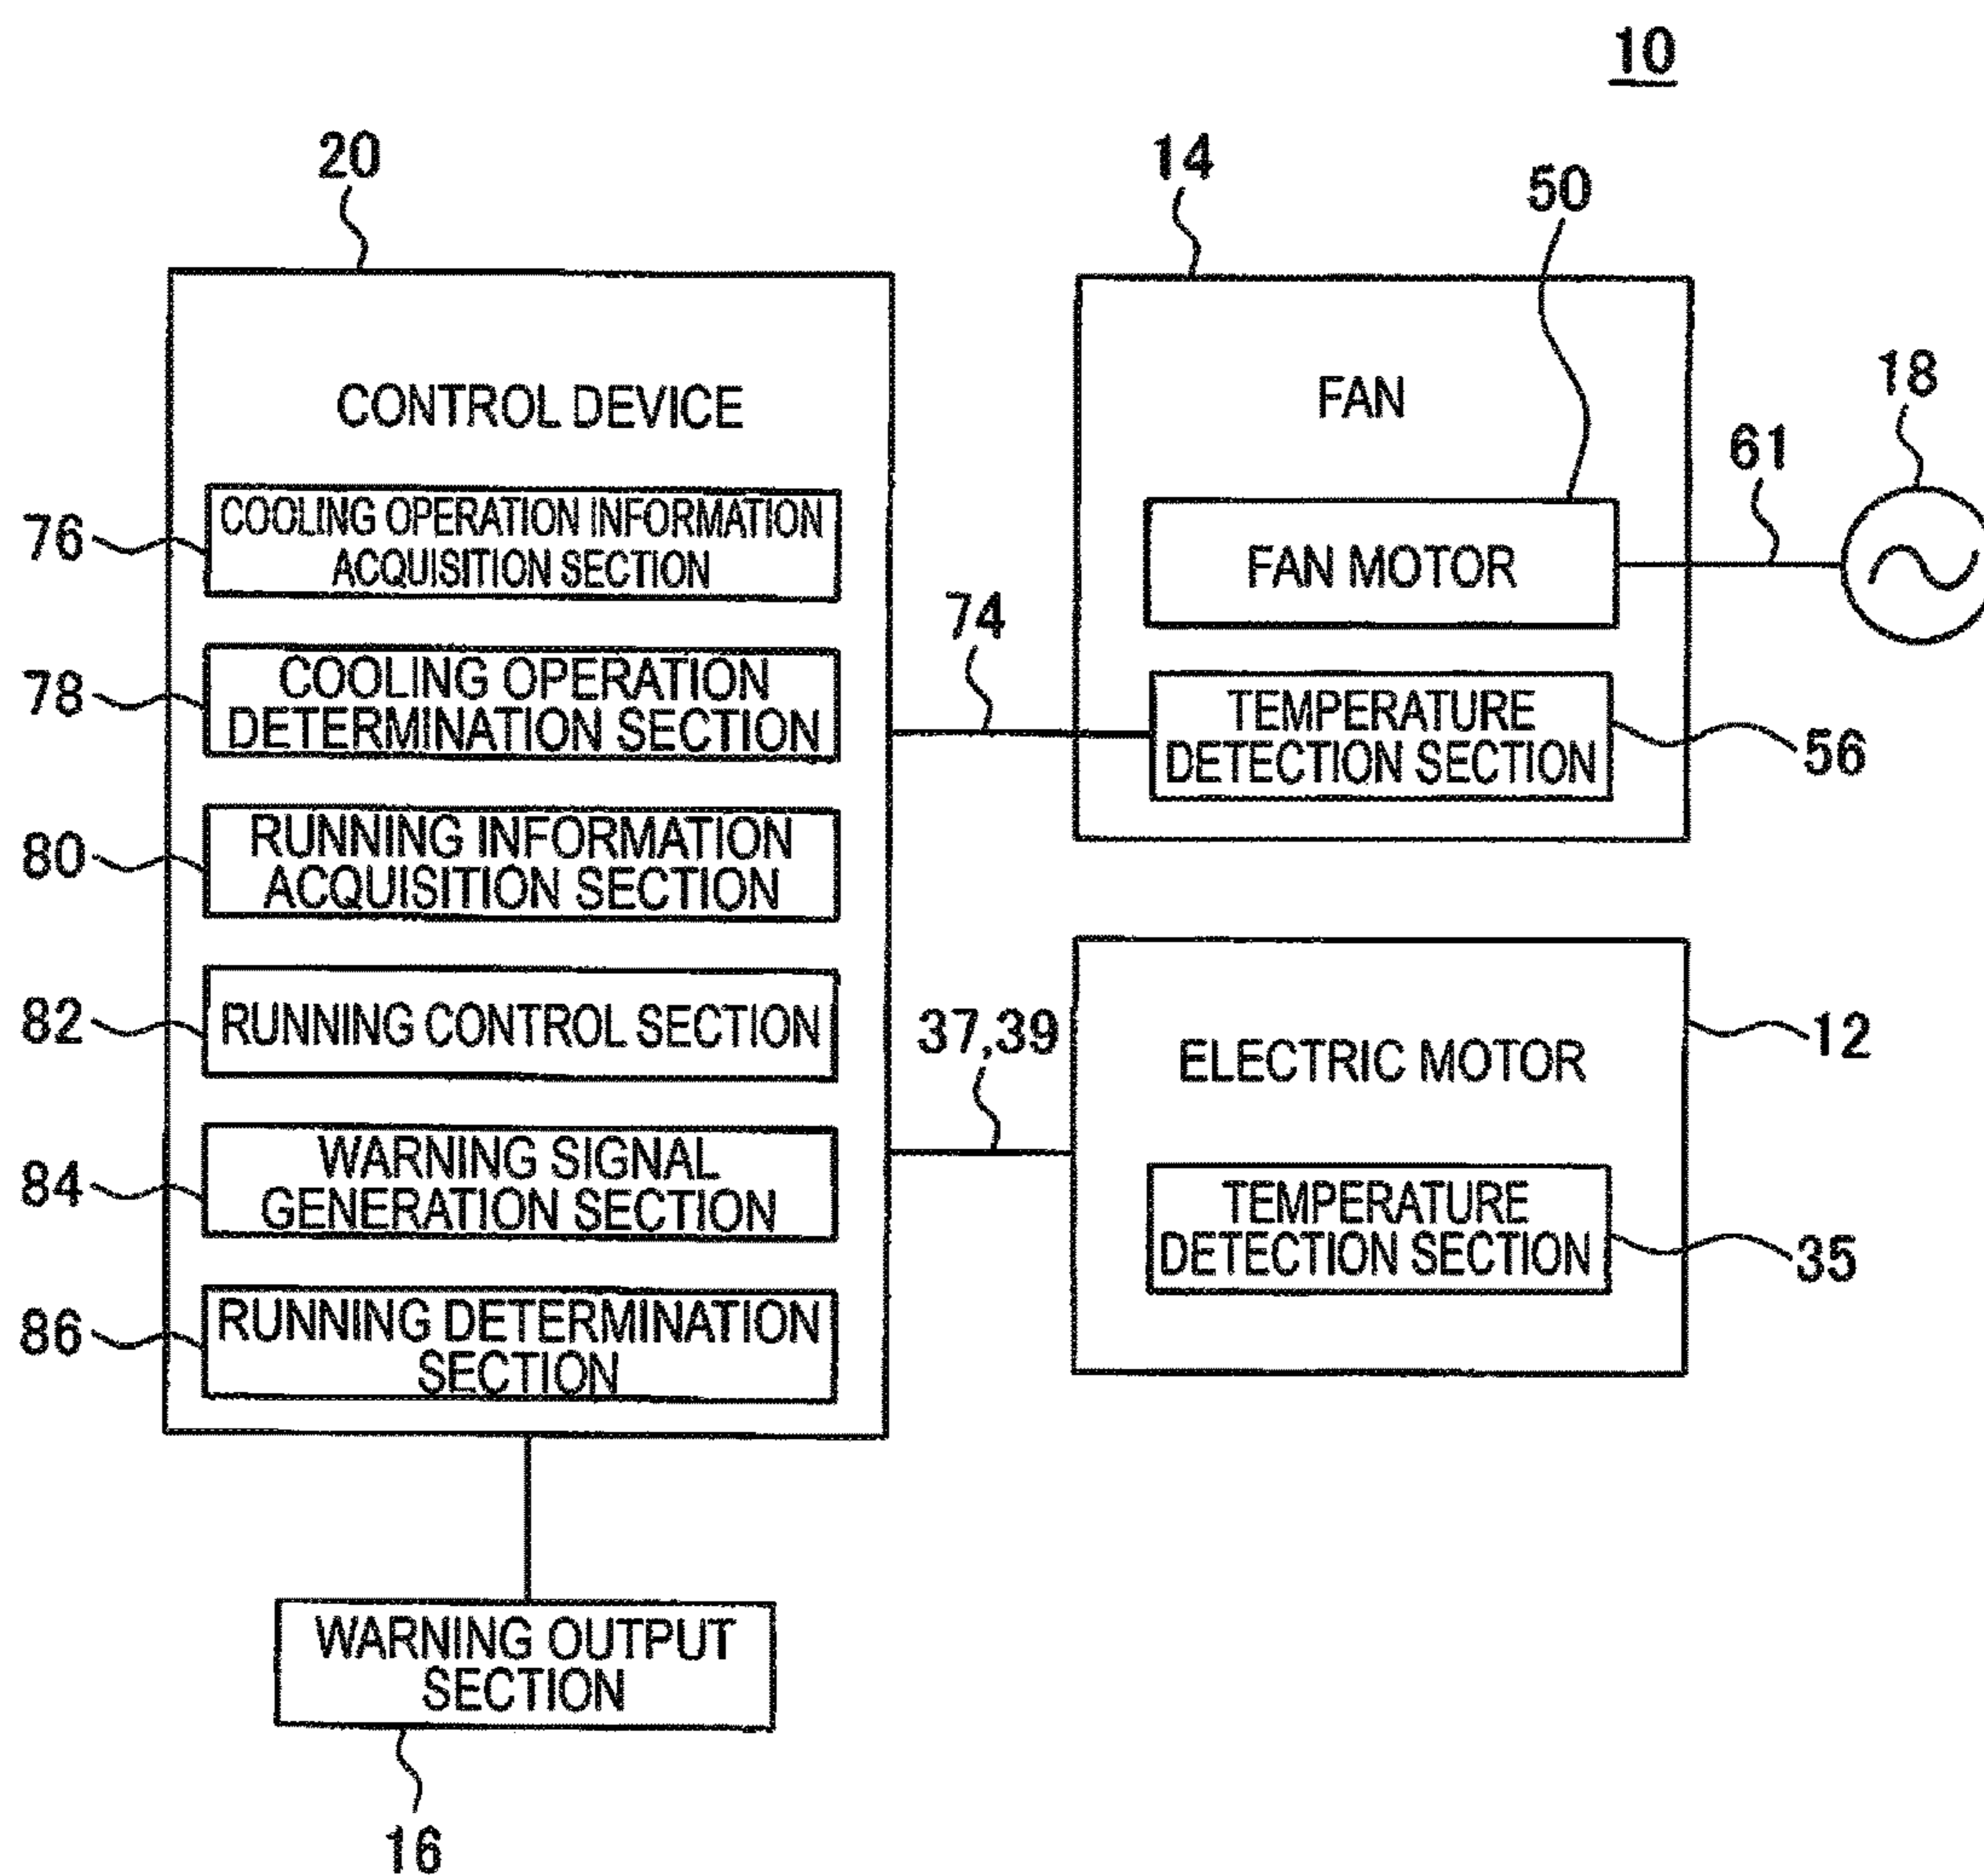 10
20
14
50
CONTROL DEVICE
FAN
18
61
76
COOLING OPERATION INFORMATION
ACQUISITION SECTION
FAN MOTOR
74
78
COOLING OPERATION
DETERMINATION SECTION
TEMPERATURE
DETECTION SECTION
56
80
RUNNING INFORMATION
ACQUISITION SECTION
82
RUNNING CONTROL SECTION
37,39
ELECTRIC MOTOR
12
84
WARNING SIGNAL
GENERATION SECTION
TEMPERATURE
DETECTION SECTION
35
86
RUNNING DETERMINATION
SECTION
WARNING OUTPUT
SECTION
16